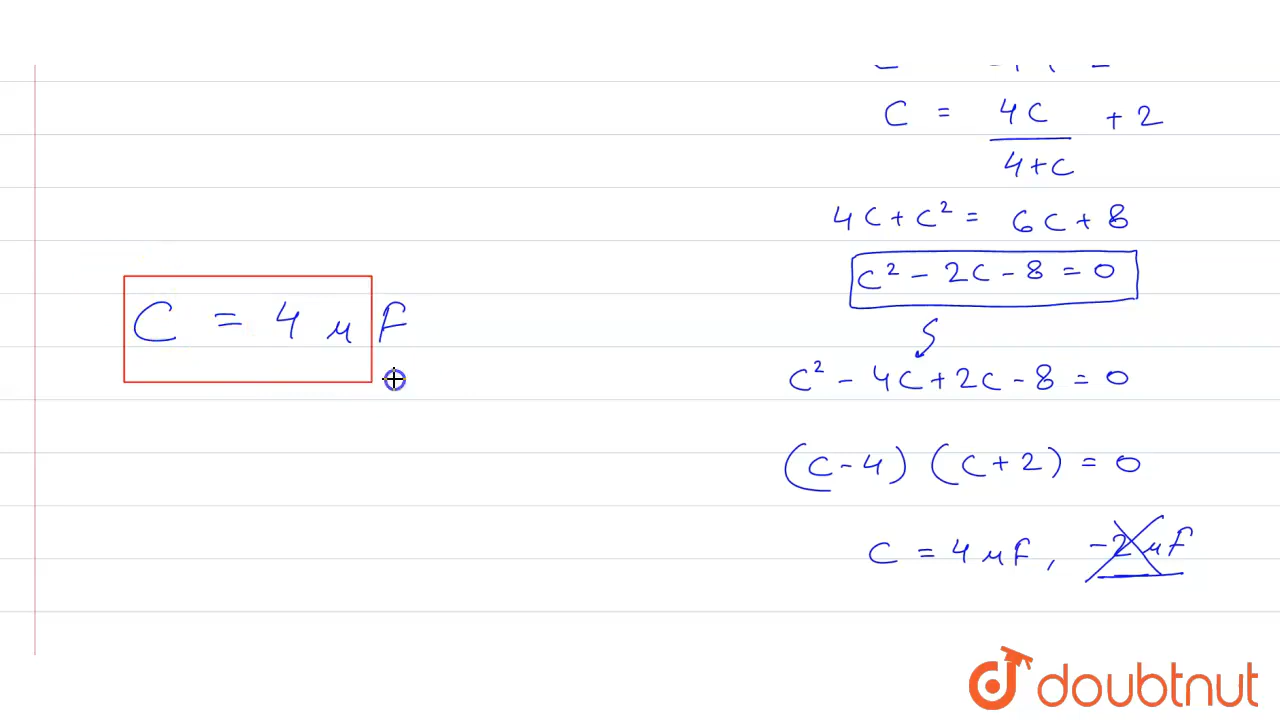 C = 4C / 4+C + 2
4C + C² = 6C + 8
C² - 2C - 8 = 0
C = 4 μF
C² - 4C + 2C - 8 = 0
(C - 4) (C + 2) = 0
C = 4 μF, -2 μF
doubtnut